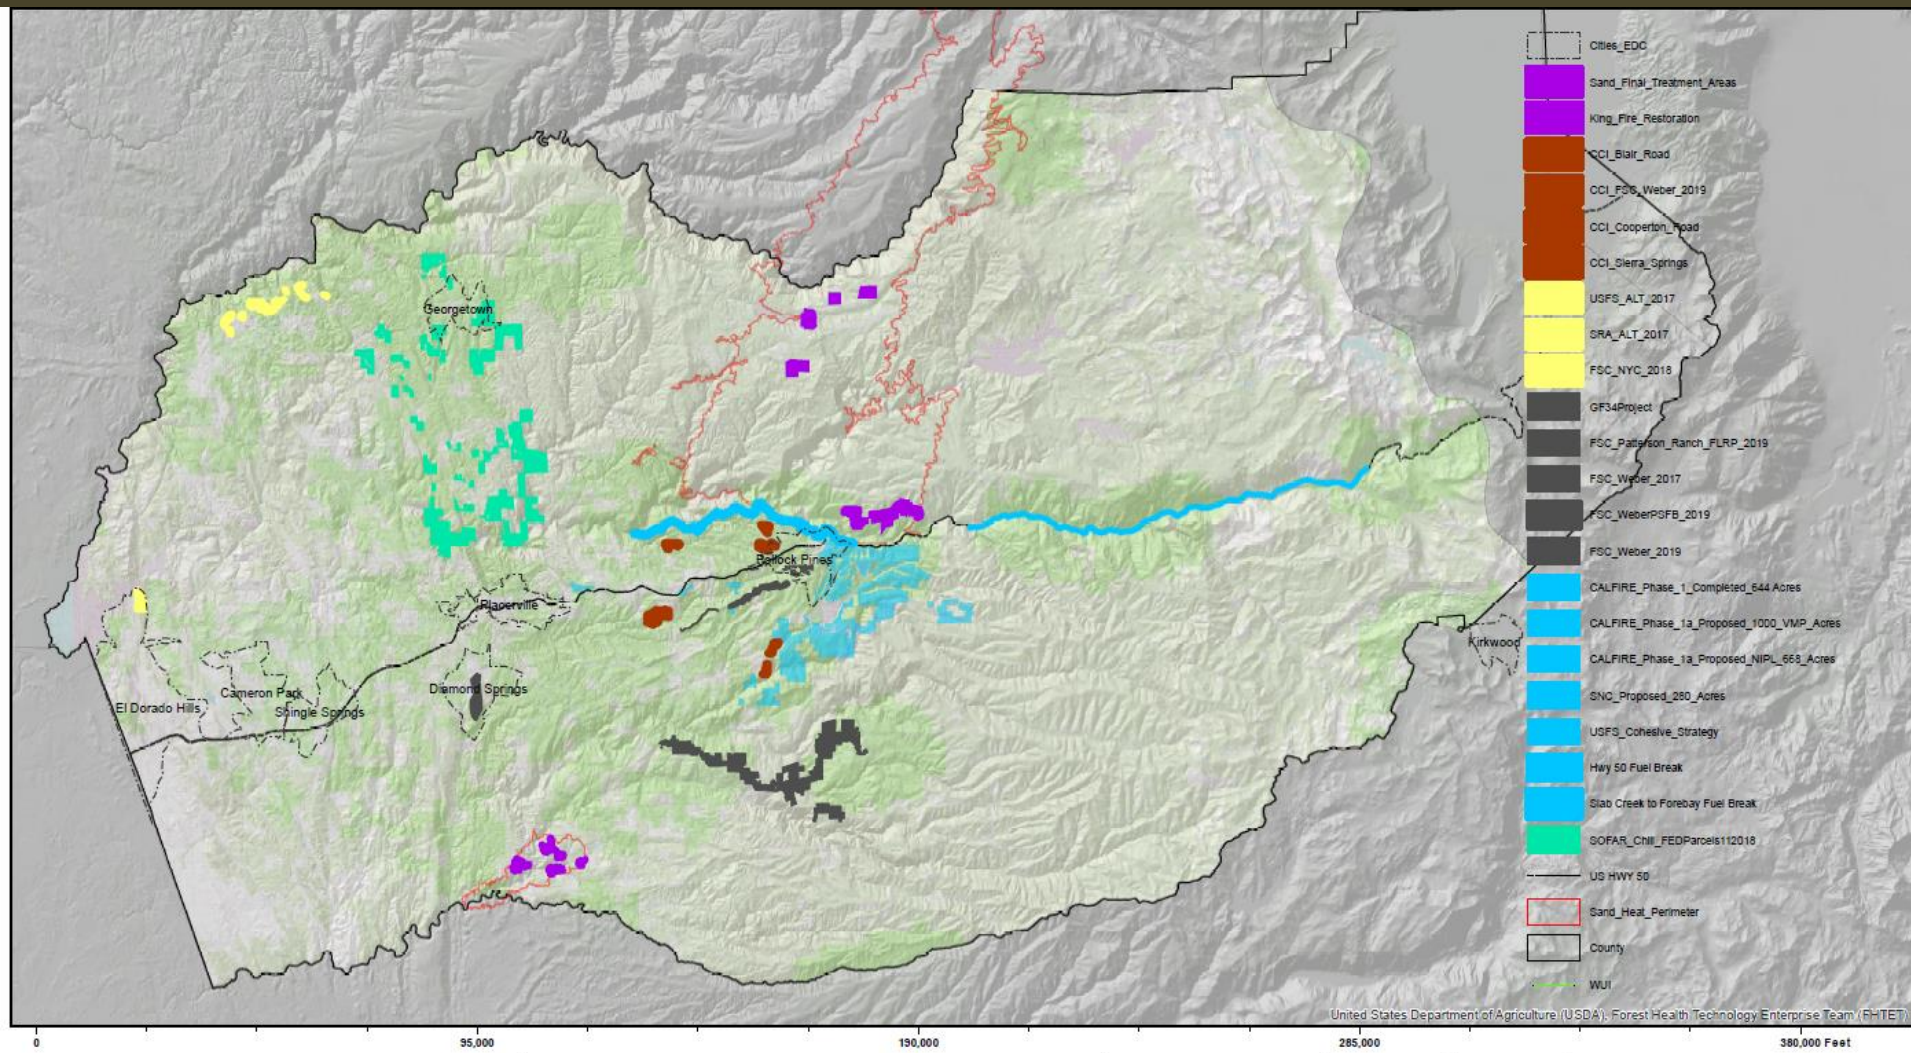 Cities_EDC
Sand_Final_Treatment_Areas
King_Fire_Restoration
CCI_Blair_Road
CCI_FSC_Weber_2019
CCI_Cooperton_Road
CCI_Sierra_Springs
USFS_ALT_2017
SRA_ALT_2017
FSC_NYC_2018
GF34Project
FSC_Patterson_Ranch_FLRP_2019
FSC_Weber_2017
FSC_WeberPSFB_2019
FSC_Weber_2019
CALFIRE_Phase_1_Completed_644 Acres
CALFIRE_Phase_1a_Proposed_1000_VMP_Acres
CALFIRE_Phase_1a_Proposed_NIPL_668_Acres
SNC_Proposed_280_Acres
USFS_Cohesive_Strategy
Hwy 50 Fuel Break
Slab Creek to Forebay Fuel Break
SOFAR_Chili_FEDParcels112018
US HWY 50
Sand_Heat_Perimeter
County
WUI
Georgetown
Pollock Pines
Placerville
Kirkwood
Diamond Springs
Cameron Park
El Dorado Hills
Shingle Springs
United States Department of Agriculture (USDA), Forest Health Technology Enterprise Team (FHTET)
0 95,000 190,000 285,000 380,000 Feet